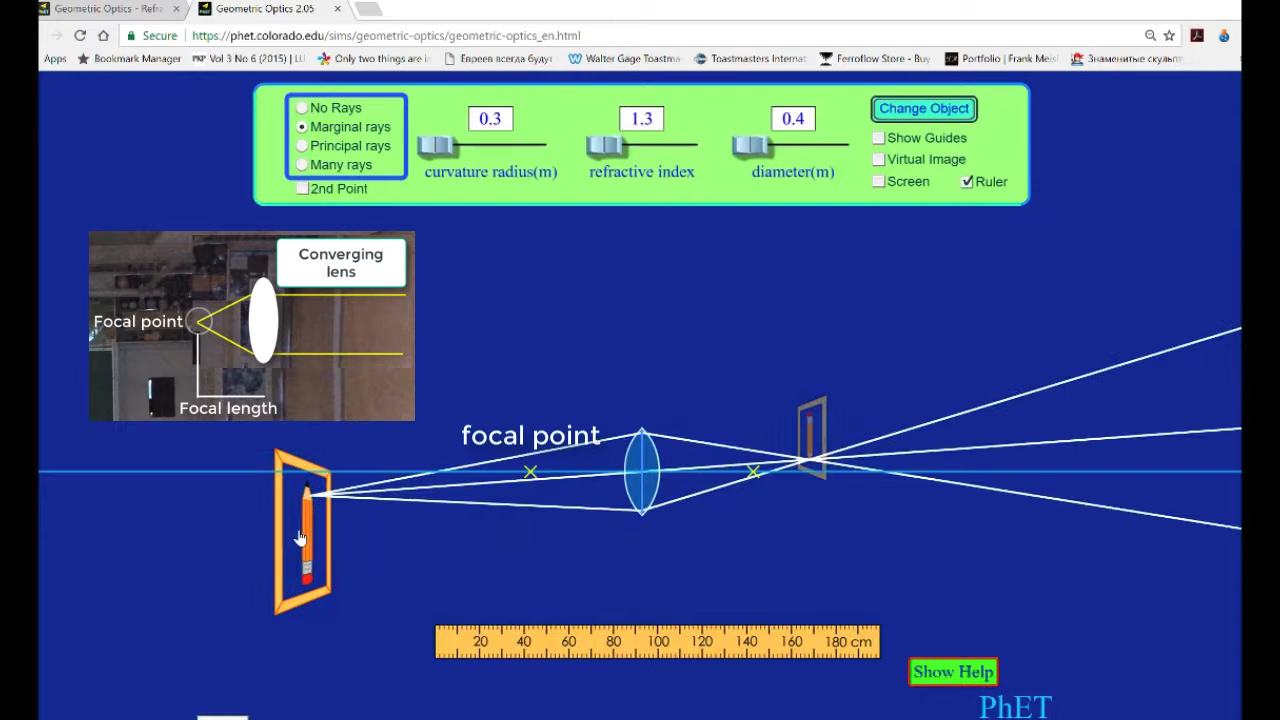 Geometric Optics - Refra
Geometric Optics 2.05
Secure
https://phet.colorado.edu/sims/geometric-optics/geometric-optics_en.html
Apps
Bookmark Manager
Vol 3 No 6 (2015) | LU
Only two things are i
Евреи всегда будут
Walter Gage Toastma
Toastmasters Internat
Ferroflow Store - Buy
Portfolio | Frank Meisl
Знаменитые скульп
No Rays
Marginal rays
Principal rays
Many rays
2nd Point
0.3
curvature radius(m)
1.3
refractive index
0.4
diameter(m)
Change Object
Show Guides
Virtual Image
Screen
Ruler
Converging
lens
Focal point
Focal length
focal point
20 40 60 80 100 120 140 160 180 cm
Show Help
PhET